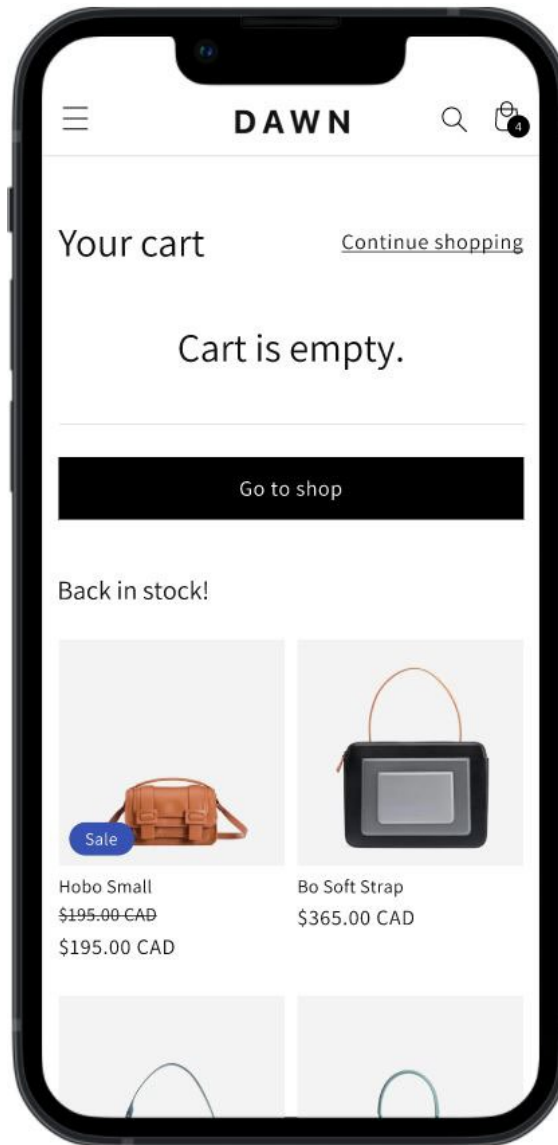 DAWN
4
Your cart
Continue shopping
Cart is empty.
Go to shop
Back in stock!
Sale
Hobo Small
$195.00 CAD
$195.00 CAD
Bo Soft Strap
$365.00 CAD